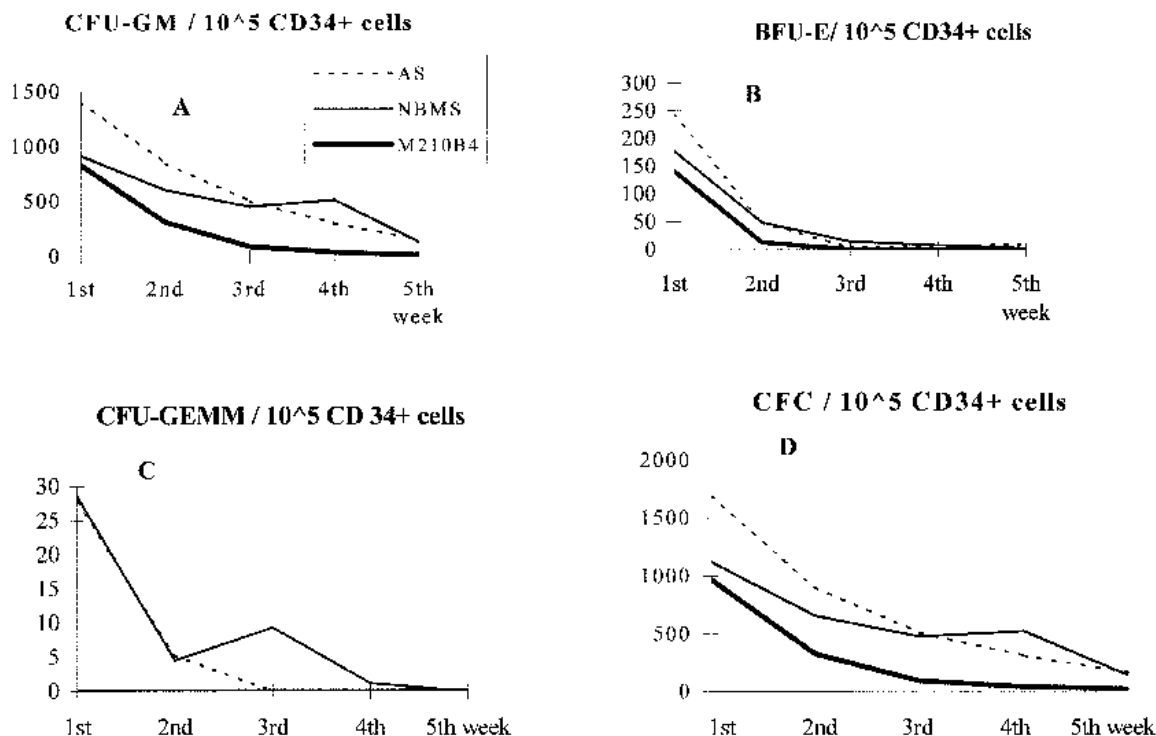 CFU-GM / 10^5 CD34+ cells
A
AS
NBMS
M210B4
1500
1000
500
0
1st 2nd 3rd 4th 5th
week
BFU-E/ 10^5 CD34+ cells
B
300
250
200
150
100
50
0
1st 2nd 3rd 4th 5th
week
CFU-GEMM / 10^5 CD 34+ cells
C
30
25
20
15
10
5
0
1st 2nd 3rd 4th 5th week
CFC / 10^5 CD34+ cells
D
2000
1500
1000
500
0
1st 2nd 3rd 4th 5th week